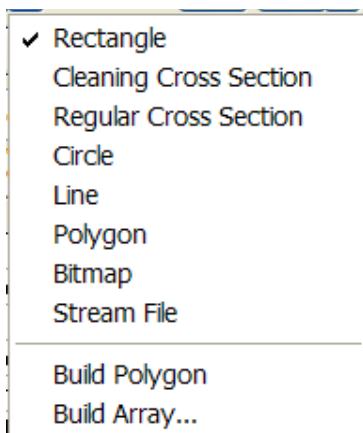 Rectangle
Cleaning Cross Section
Regular Cross Section
Circle
Line
Polygon
Bitmap
Stream File
Build Polygon
Build Array...